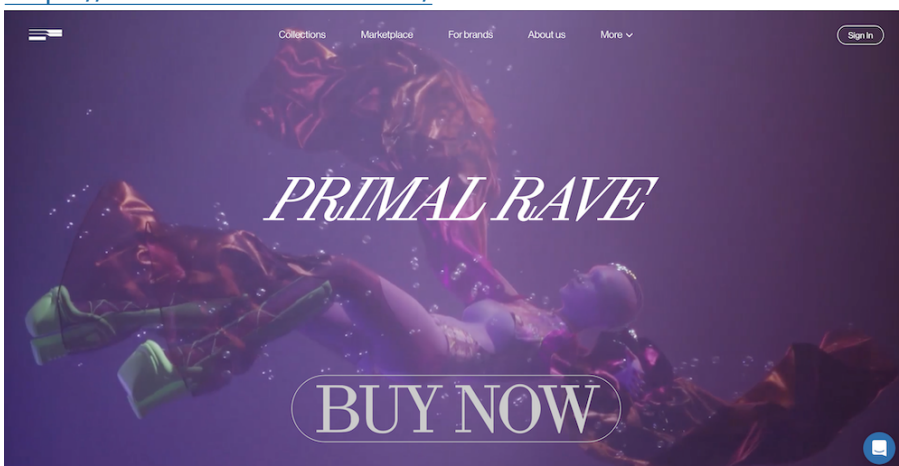 Collections Marketplace For brands About us More Sign In
PRIMAL RAVE
BUY NOW